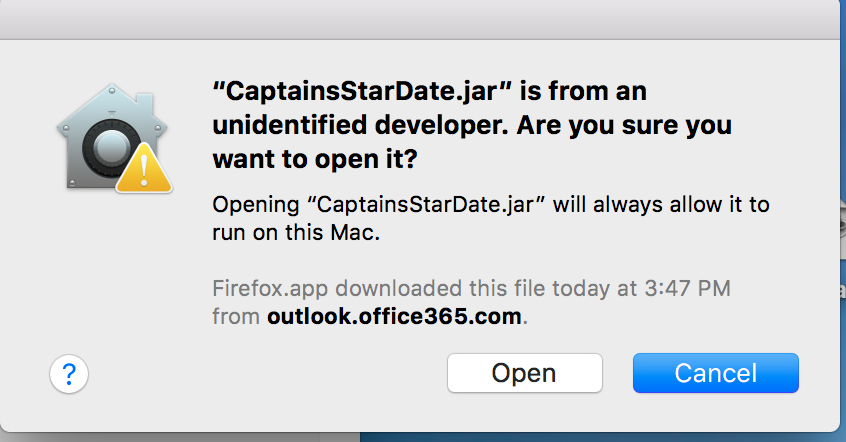 “CaptainsStarDate.jar” is from an
unidentified developer. Are you sure you
want to open it?
Opening “CaptainsStarDate.jar” will always allow it to
run on this Mac.
Firefox.app downloaded this file today at 3:47 PM
from outlook.office365.com.
?
Open
Cancel